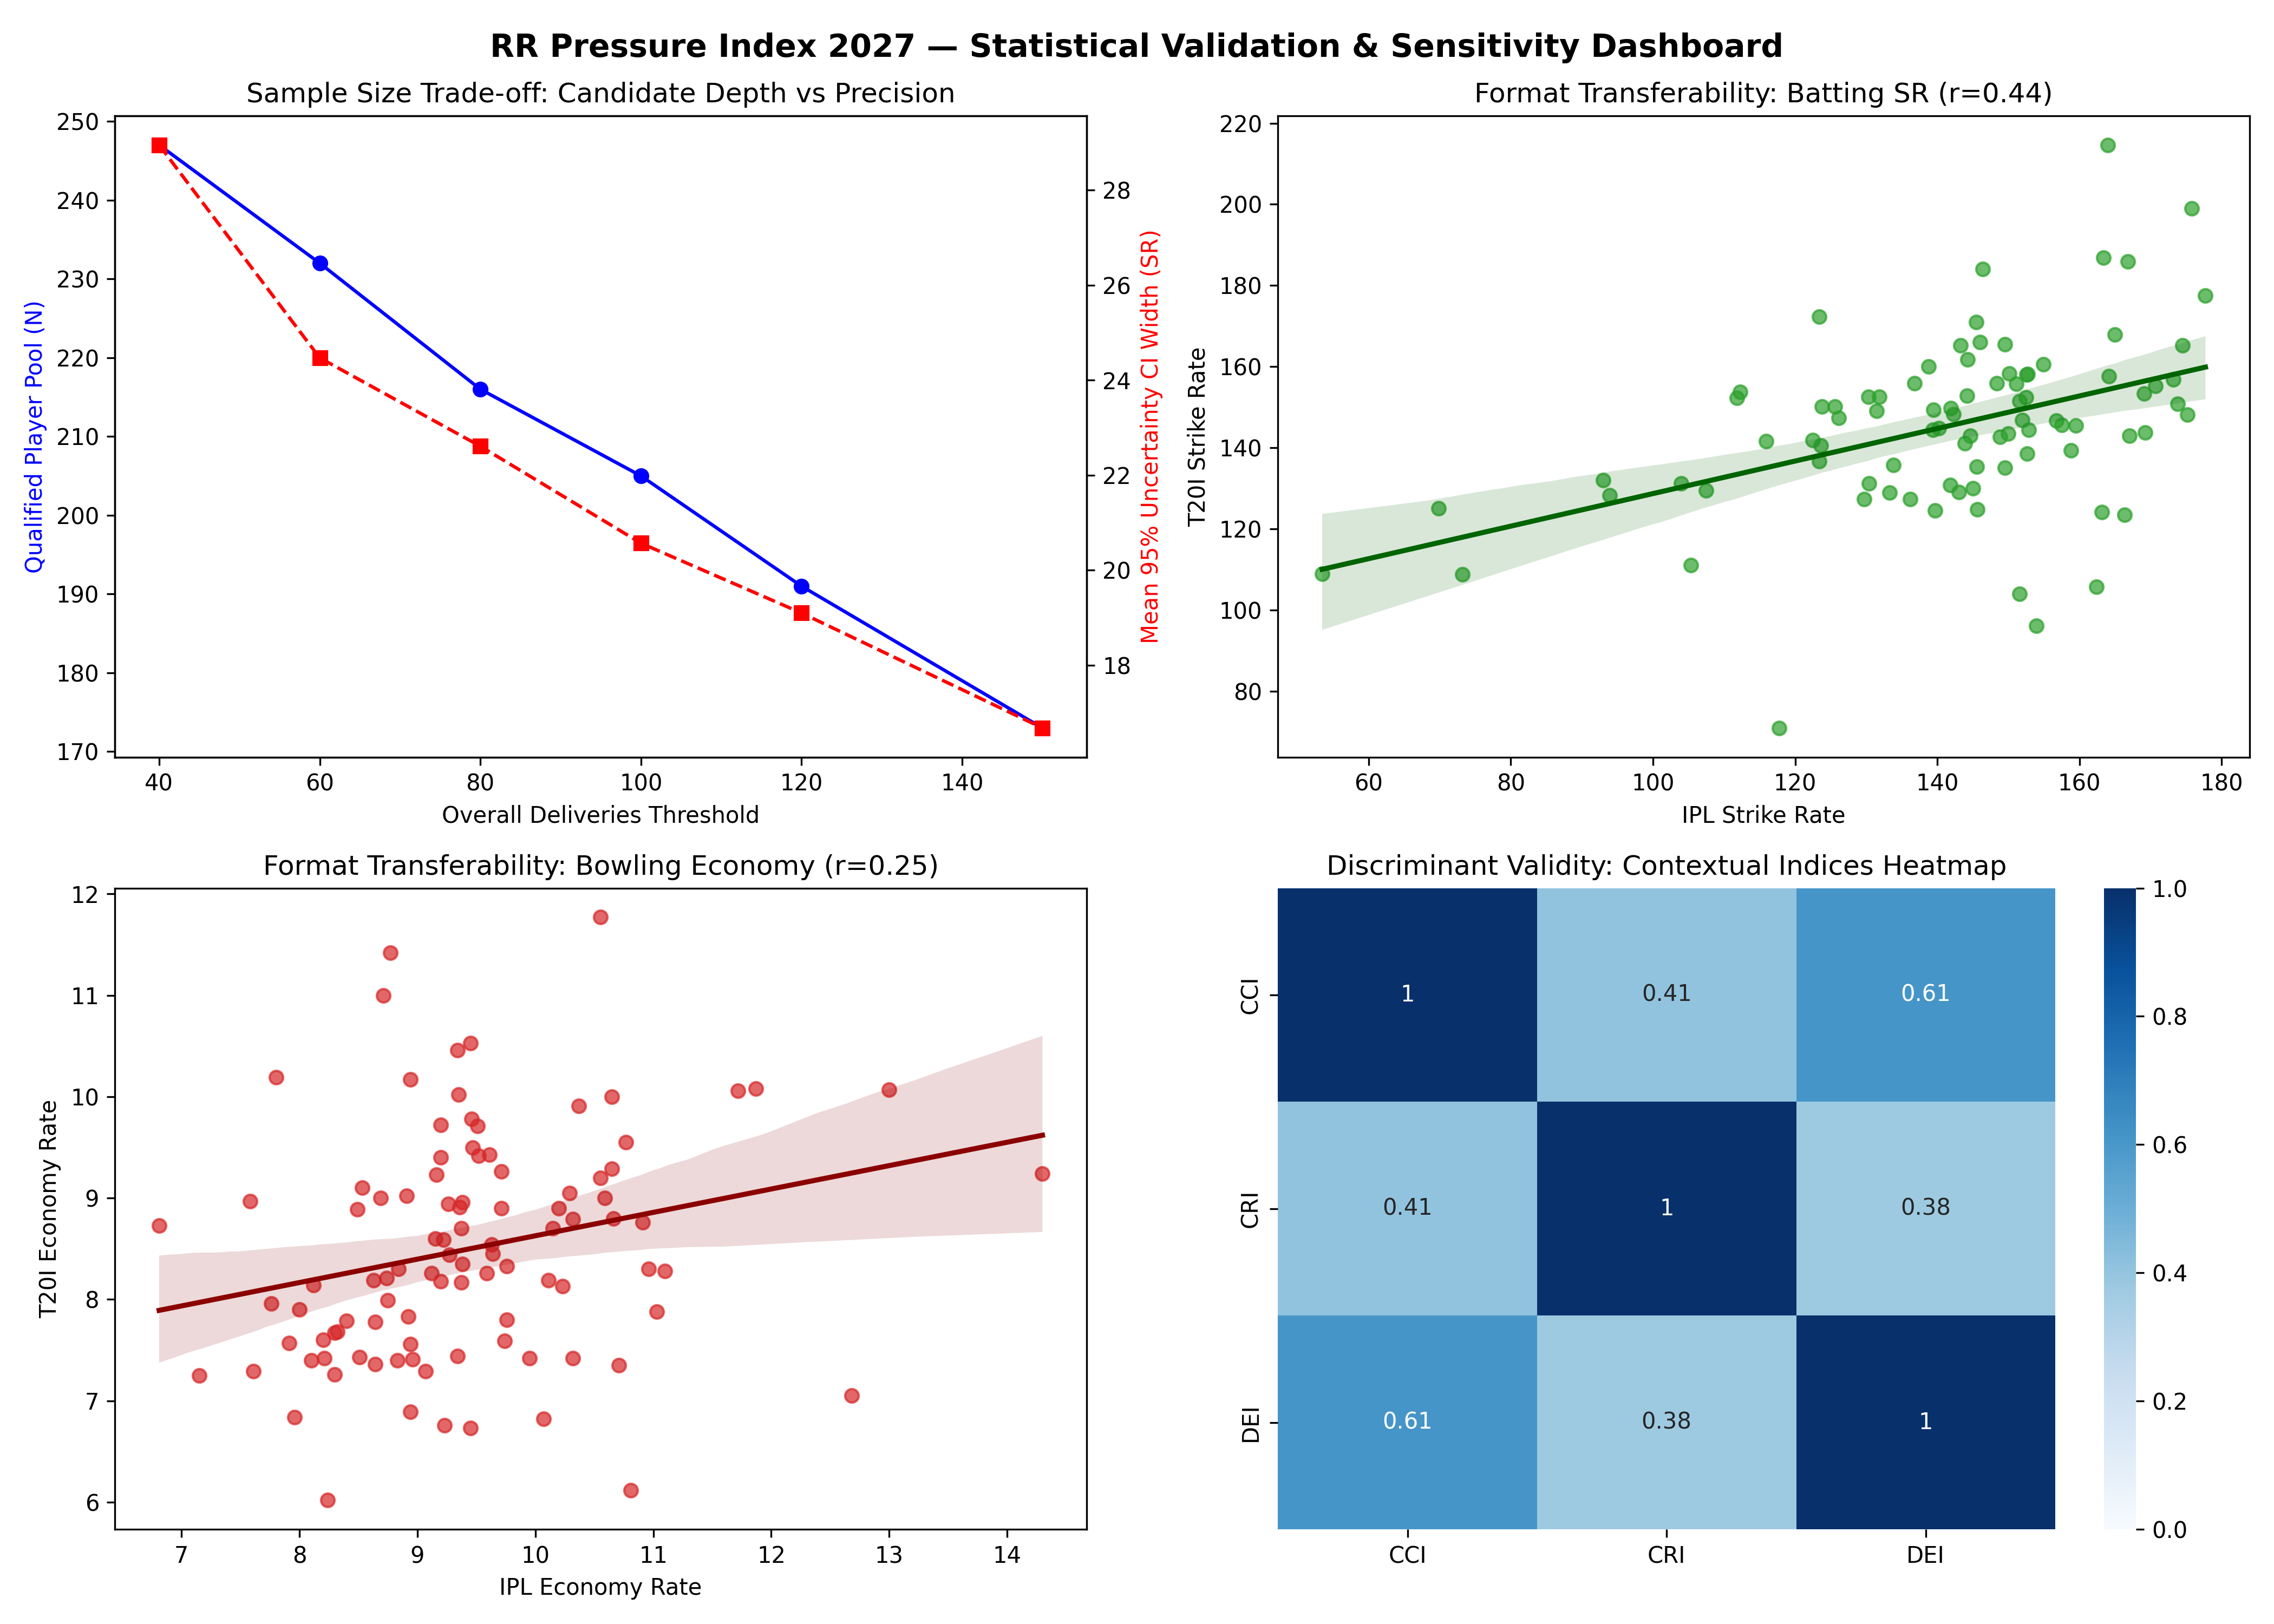 RR Pressure Index 2027 — Statistical Validation & Sensitivity Dashboard
Sample Size Trade-off: Candidate Depth vs Precision
250
240
230
220
210
200
190
180
170
Qualified Player Pool (N)
28
26
24
22
20
18
Mean 95% Uncertainty CI Width (SR)
40 60 80 100 120 140
Overall Deliveries Threshold
Format Transferability: Batting SR (r=0.44)
220
200
180
160
140
120
100
80
T20I Strike Rate
60 80 100 120 140 160 180
IPL Strike Rate
Format Transferability: Bowling Economy (r=0.25)
12
11
10
9
8
7
6
T20I Economy Rate
7 8 9 10 11 12 13 14
IPL Economy Rate
Discriminant Validity: Contextual Indices Heatmap
CCI 1 0.41 0.61
CRI 0.41 1 0.38
DEI 0.61 0.38 1
CCI CRI DEI
1.0
0.8
0.6
0.4
0.2
0.0